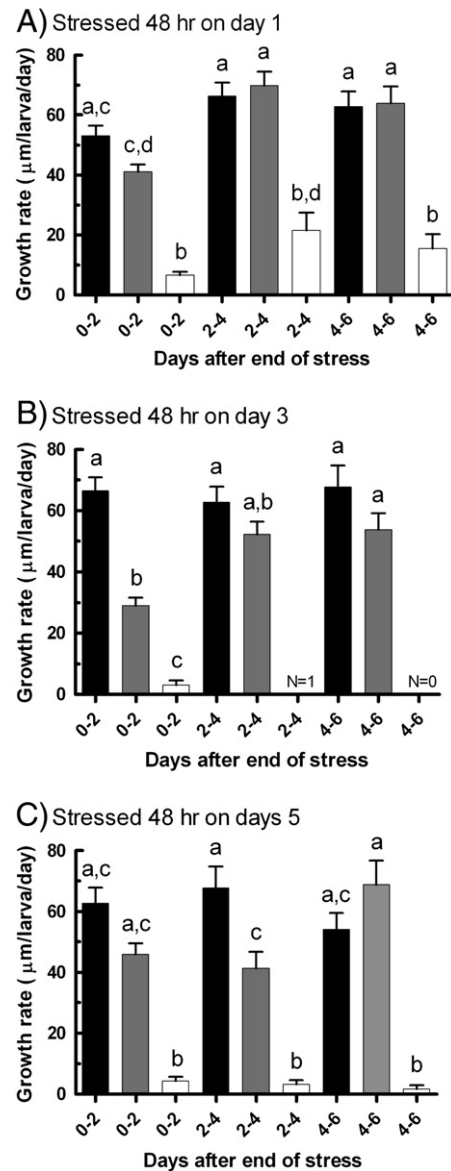 A) Stressed 48 hr on day 1
Growth rate ( μm/larva/day)
80
60
40
20
0
a,c
c,d
b
a
a
b,d
a
a
b
0-2
0-2
0-2
2-4
2-4
2-4
4-6
4-6
4-6
Days after end of stress
B) Stressed 48 hr on day 3
Growth rate ( μm/larva/day)
80
60
40
20
0
a
b
c
a
a,b
N=1
a
a
N=0
0-2
0-2
0-2
2-4
2-4
2-4
4-6
4-6
4-6
Days after end of stress
C) Stressed 48 hr on days 5
Growth rate ( μm/larva/day)
80
60
40
20
0
a,c
a,c
b
a
c
b
a,c
a
b
0-2
0-2
0-2
2-4
2-4
2-4
4-6
4-6
4-6
Days after end of stress